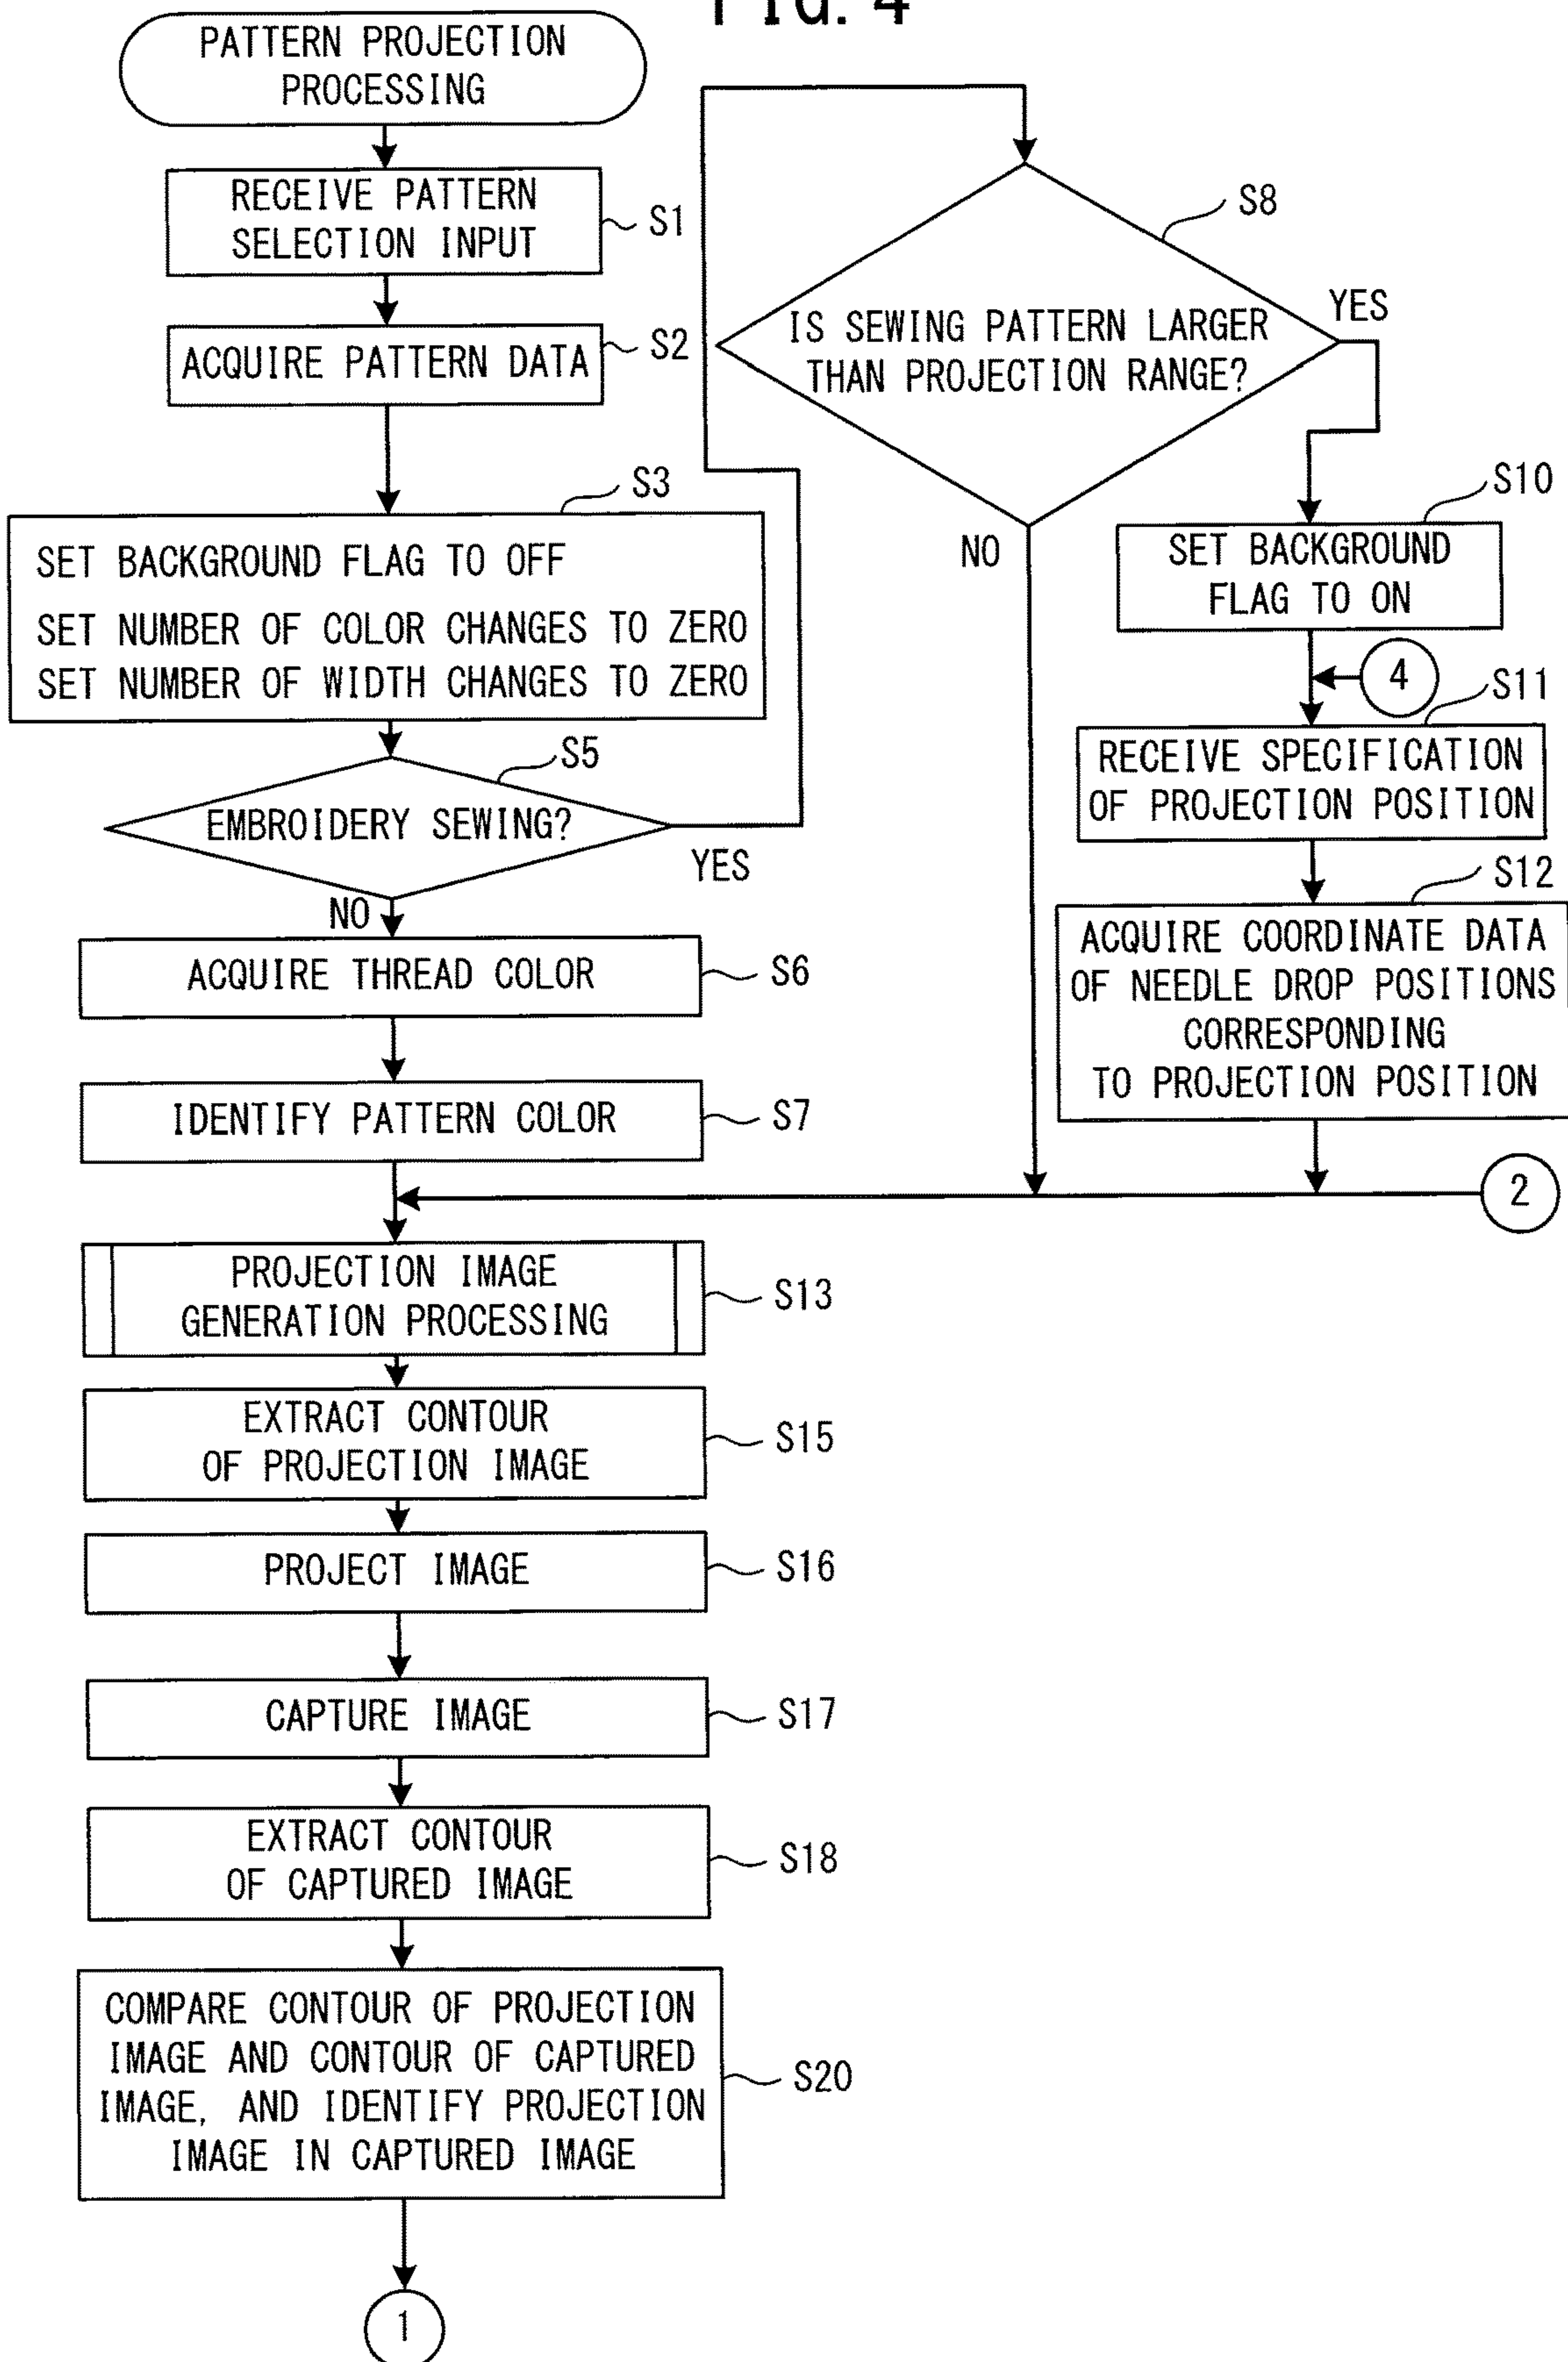 FIG. 4
PATTERN PROJECTION
PROCESSING
RECEIVE PATTERN
SELECTION INPUT
S1
ACQUIRE PATTERN DATA
S2
S3
SET BACKGROUND FLAG TO OFF
SET NUMBER OF COLOR CHANGES TO ZERO
SET NUMBER OF WIDTH CHANGES TO ZERO
S5
EMBROIDERY SEWING?
YES
NO
ACQUIRE THREAD COLOR
S6
IDENTIFY PATTERN COLOR
S7
S8
IS SEWING PATTERN LARGER
THAN PROJECTION RANGE?
YES
NO
S10
SET BACKGROUND
FLAG TO ON
4
S11
RECEIVE SPECIFICATION
OF PROJECTION POSITION
S12
ACQUIRE COORDINATE DATA
OF NEEDLE DROP POSITIONS
CORRESPONDING
TO PROJECTION POSITION
2
PROJECTION IMAGE
GENERATION PROCESSING
S13
EXTRACT CONTOUR
OF PROJECTION IMAGE
S15
PROJECT IMAGE
S16
CAPTURE IMAGE
S17
EXTRACT CONTOUR
OF CAPTURED IMAGE
S18
COMPARE CONTOUR OF PROJECTION
IMAGE AND CONTOUR OF CAPTURED
IMAGE, AND IDENTIFY PROJECTION
IMAGE IN CAPTURED IMAGE
S20
1